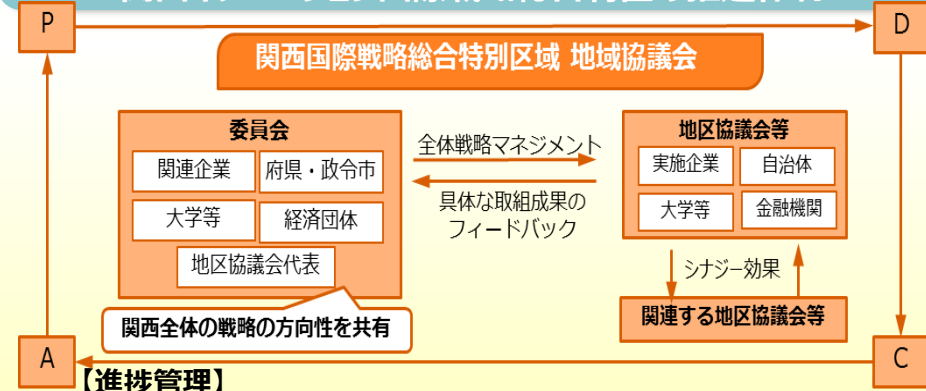 P
D
関西国際戦略総合特別区域 地域協議会
委員会
関連企業
府県・政令市
大学等
経済団体
地区協議会代表
全体戦略マネジメント
具体な取組成果の
フィードバック
地区協議会等
実施企業
自治体
大学等
金融機関
シナジー効果
関連する地区協議会等
関西全体の戦略の方向性を共有
A
C
【進捗管理】